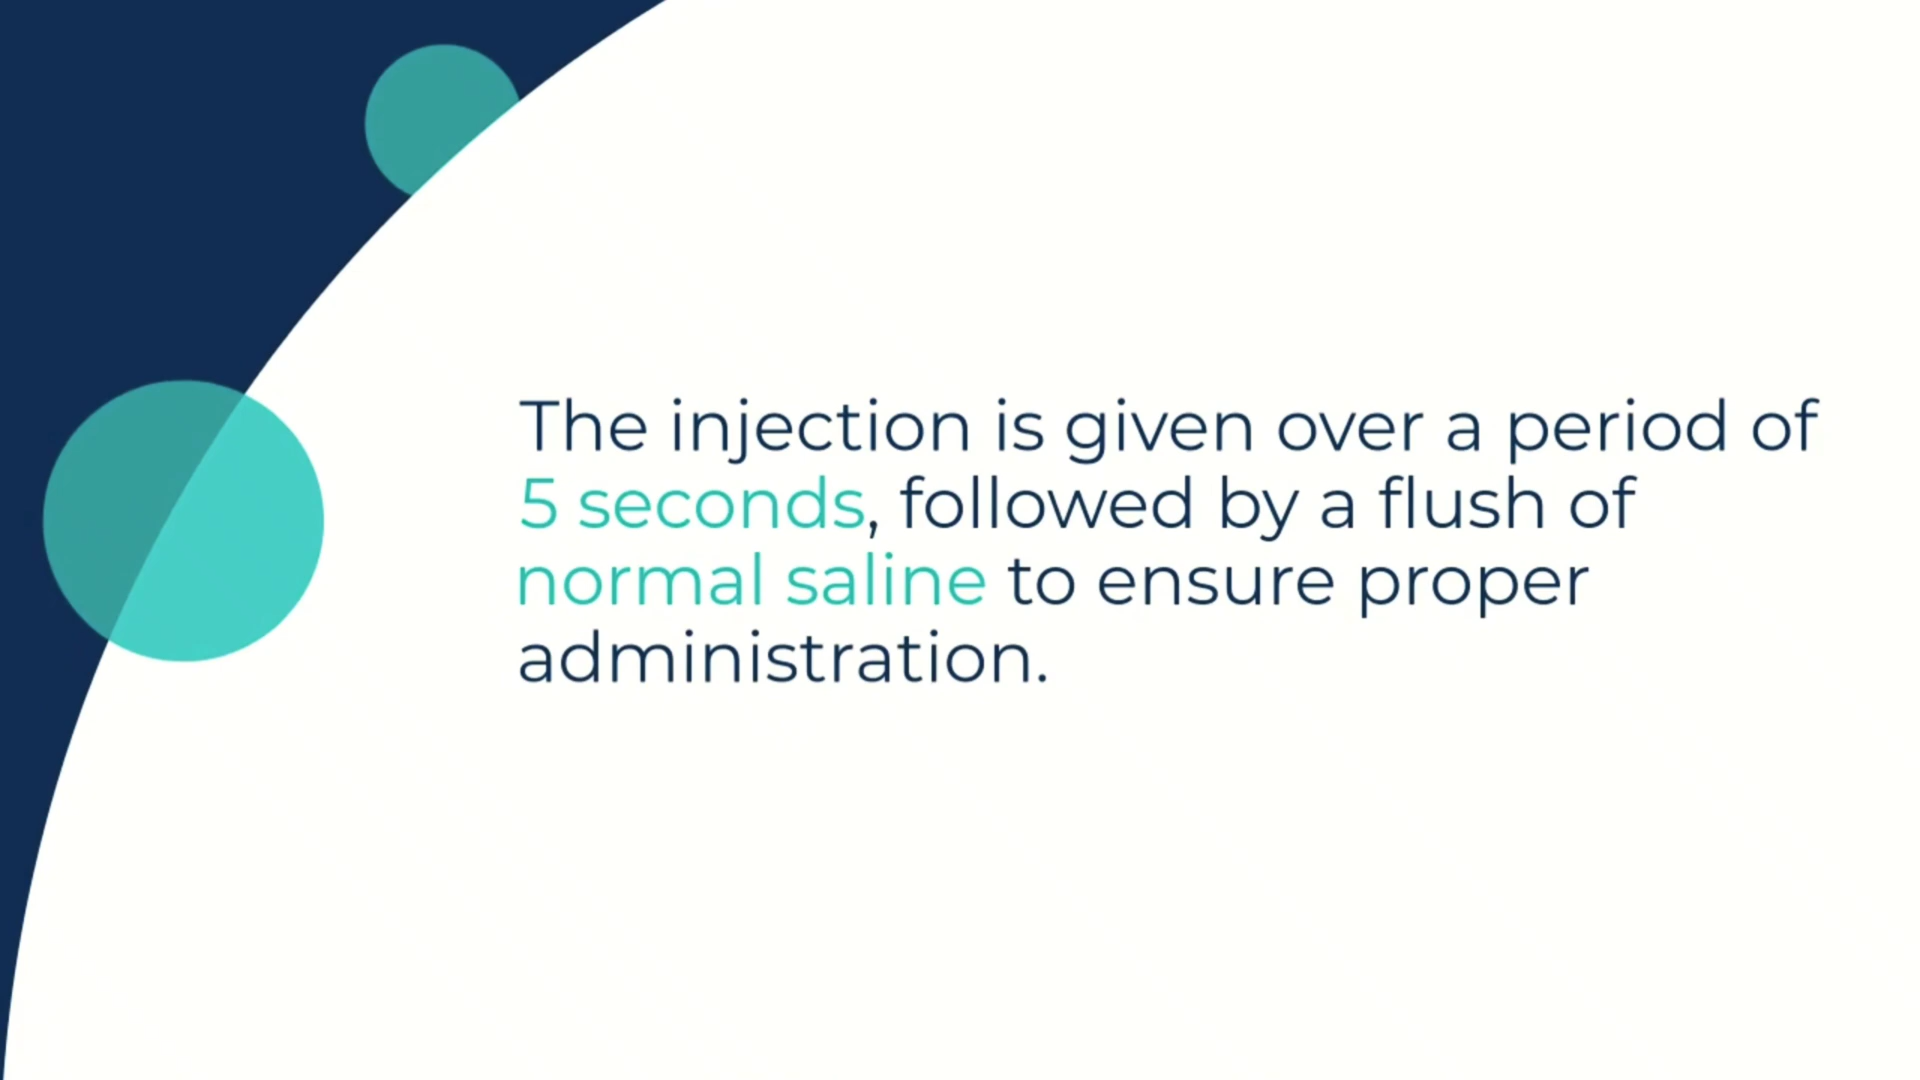 The injection is given over a period of
5 seconds, followed by a flush of
normal saline to ensure proper
administration.